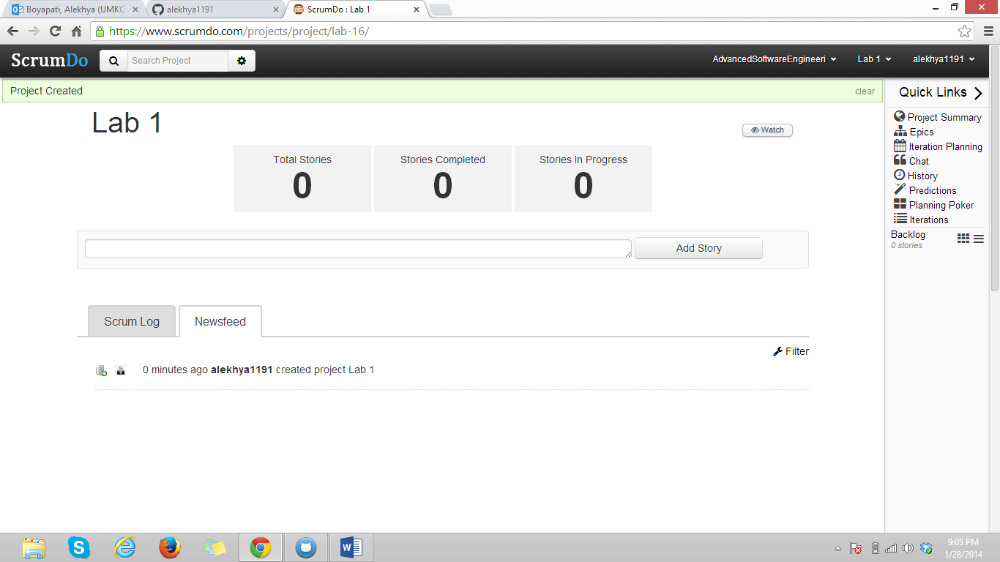 Boyapati, Alekhya (UMKC
alekhya1191
ScrumDo : Lab 1
https://www.scrumdo.com/projects/project/lab-16/
ScrumDo
Search Project
AdvancedSoftwareEngineeri
Lab 1
alekhya1191
Project Created
clear
Quick Links
Lab 1
Watch
Total Stories
0
Stories Completed
0
Stories In Progress
0
Add Story
Project Summary
Epics
Iteration Planning
Chat
History
Predictions
Planning Poker
Iterations
Backlog
0 stories
Scrum Log
Newsfeed
Filter
0 minutes ago alekhya1191 created project Lab 1
9:05 PM
1/28/2014